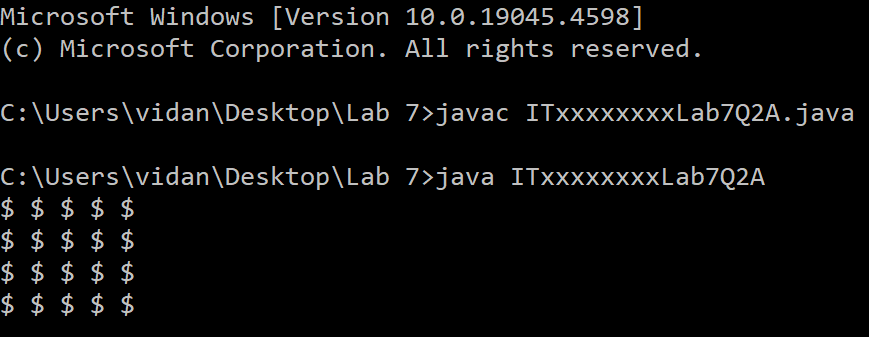 Microsoft Windows [Version 10.0.19045.4598]
(c) Microsoft Corporation. All rights reserved.
C:\Users\vidan\Desktop\Lab 7>javac ITxxxxxxxxLab7Q2A.java
C:\Users\vidan\Desktop\Lab 7>java ITxxxxxxxxLab7Q2A
$ $ $ $ $
$ $ $ $ $
$ $ $ $ $
$ $ $ $ $